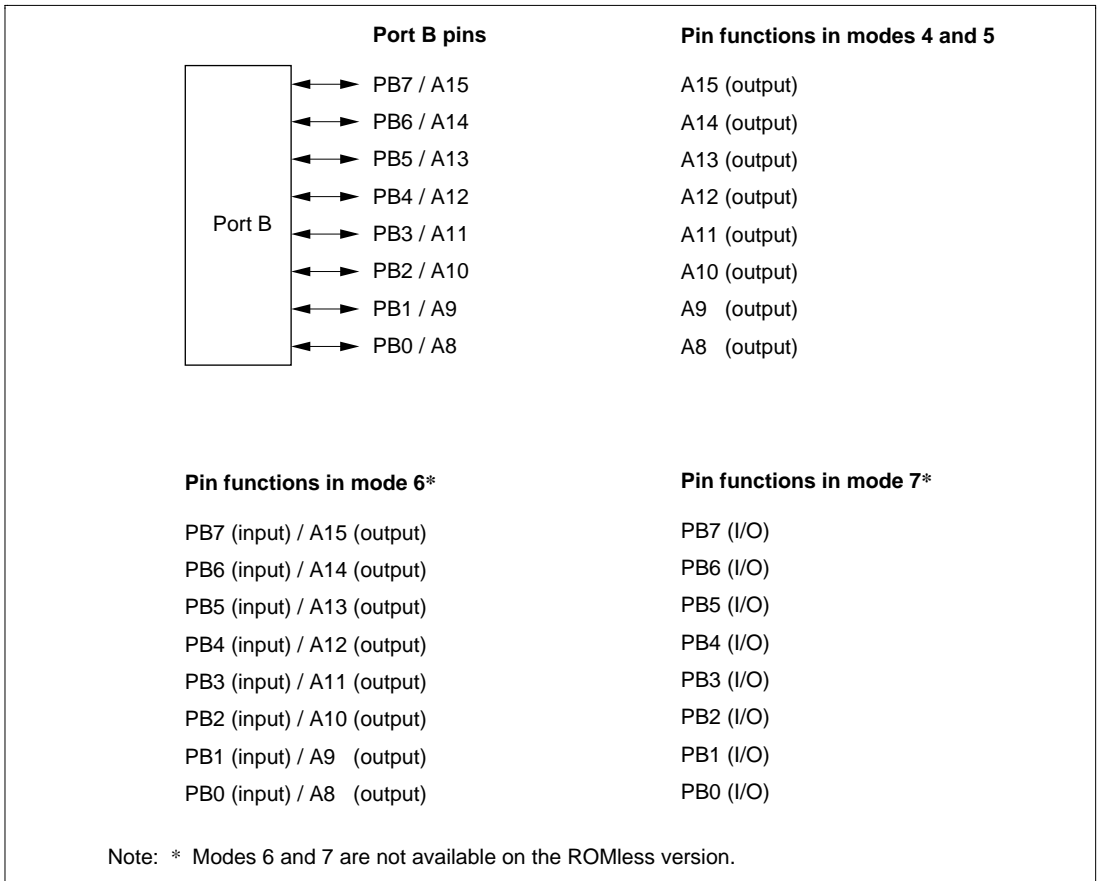 Port B pins
Pin functions in modes 4 and 5
Port B
PB7 / A15
A15 (output)
PB6 / A14
A14 (output)
PB5 / A13
A13 (output)
PB4 / A12
A12 (output)
PB3 / A11
A11 (output)
PB2 / A10
A10 (output)
PB1 / A9
A9 (output)
PB0 / A8
A8 (output)
Pin functions in mode 6*
PB7 (input) / A15 (output)
PB6 (input) / A14 (output)
PB5 (input) / A13 (output)
PB4 (input) / A12 (output)
PB3 (input) / A11 (output)
PB2 (input) / A10 (output)
PB1 (input) / A9 (output)
PB0 (input) / A8 (output)
Pin functions in mode 7*
PB7 (I/O)
PB6 (I/O)
PB5 (I/O)
PB4 (I/O)
PB3 (I/O)
PB2 (I/O)
PB1 (I/O)
PB0 (I/O)
Note: * Modes 6 and 7 are not available on the ROMless version.